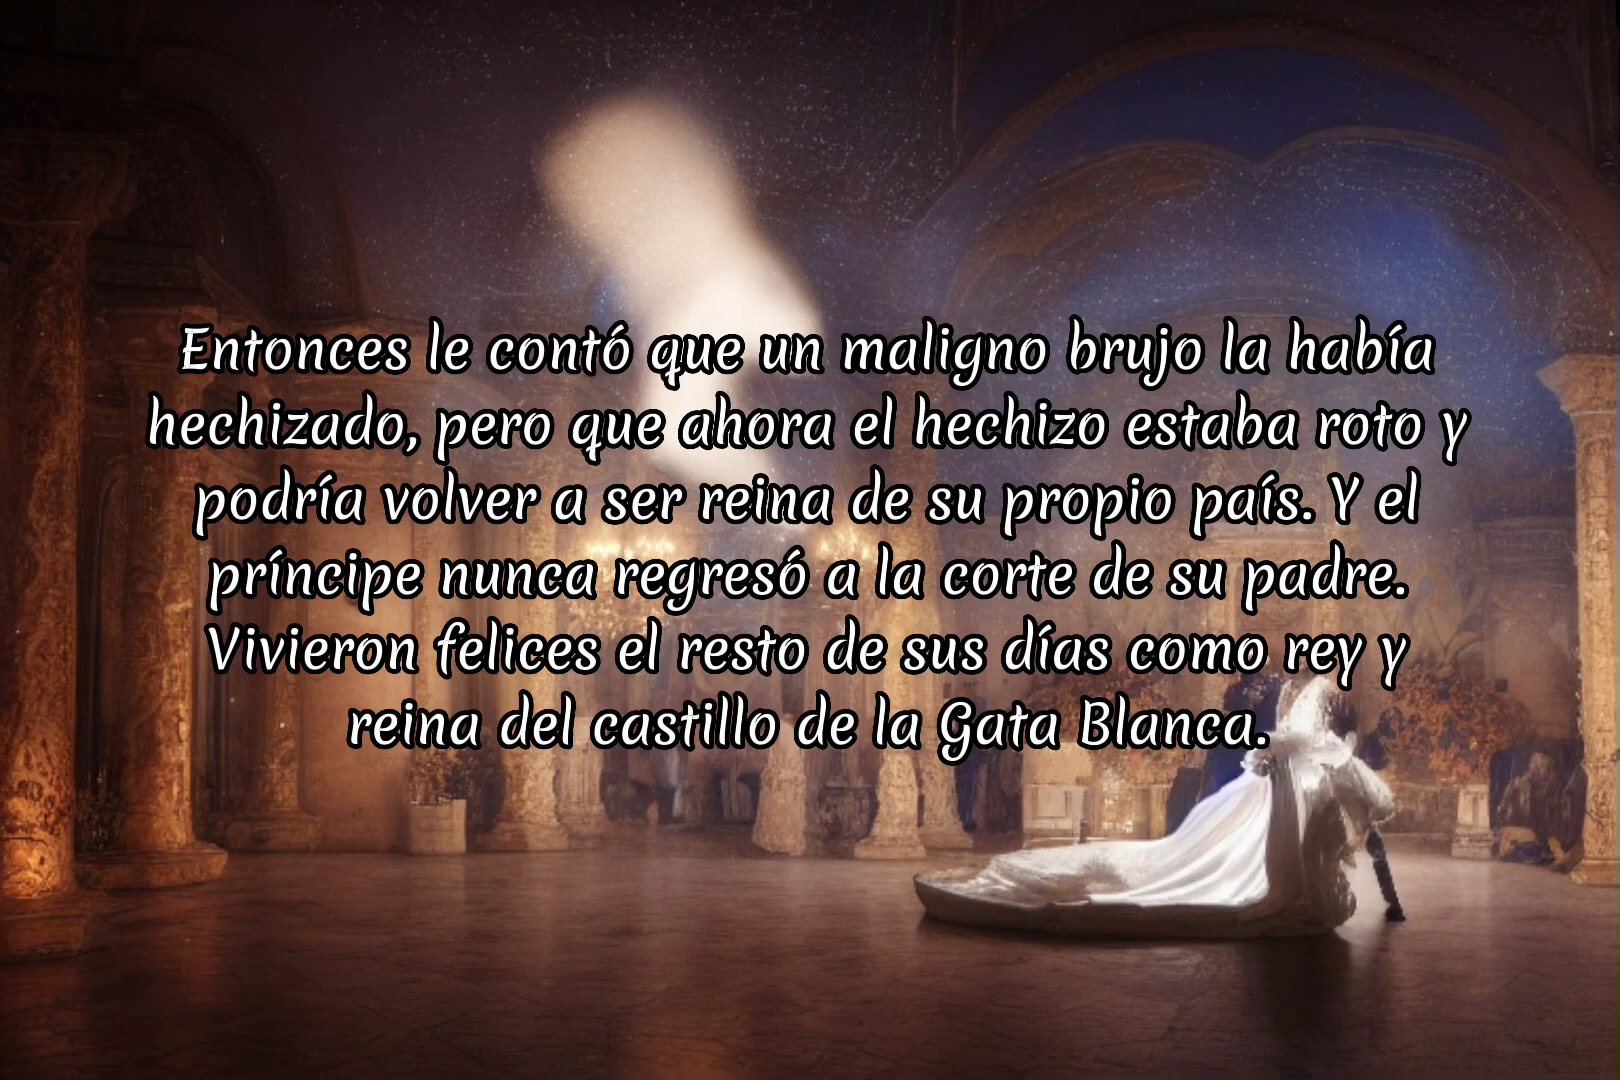 Entonces le contó que un maligno brujo la había
hechizado, pero que ahora el hechizo estaba roto y
podría volver a ser reina de su propio país. Y el
príncipe nunca regresó a la corte de su padre.
Vivieron felices el resto de sus días como rey y
reina del castillo de la Gata Blanca.